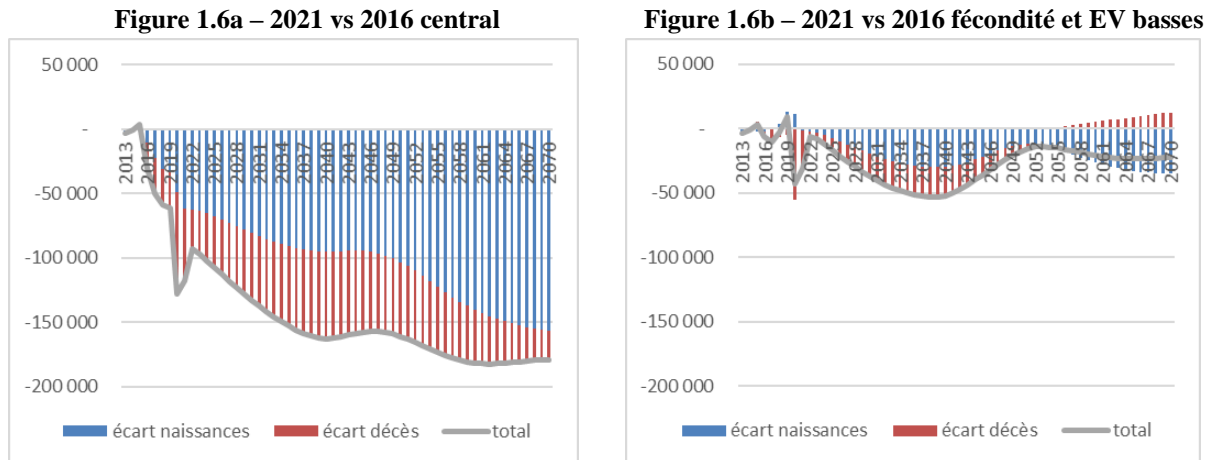 Figure 1.6a – 2021 vs 2016 central
50 000
-
-50 000
-100 000
-150 000
-200 000
2013 2016 2019 2022 2025 2028 2031 2034 2037 2040 2043 2046 2049 2052 2055 2058 2061 2064 2067 2070
écart naissances écart décès total
Figure 1.6b – 2021 vs 2016 fécondité et EV basses
50 000
-
-50 000
-100 000
-150 000
-200 000
2013 2016 2019 2022 2025 2028 2031 2034 2037 2040 2043 2046 2049 2052 2055 2058 2061 2064 2067 2070
écart naissances écart décès total